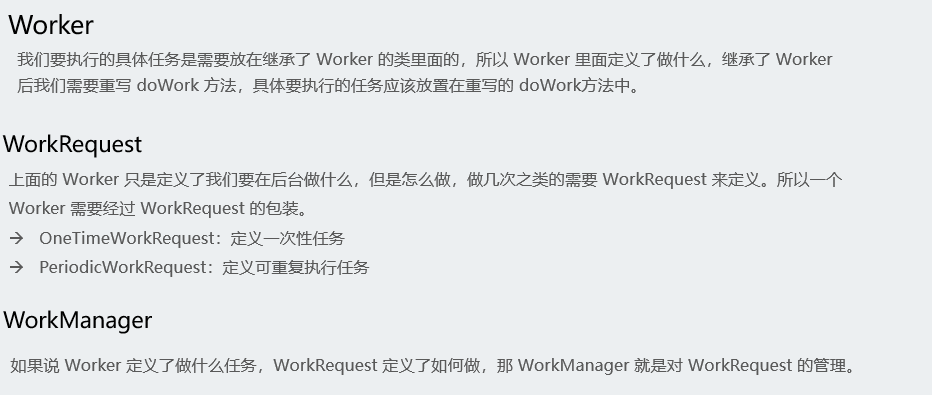 Worker
我们要执行的具体任务是需要放在继承了 Worker 的类里面的，所以 Worker 里面定义了做什么，继承了 Worker
后我们需要重写 doWork 方法，具体要执行的任务应该放置在重写的 doWork方法中。
WorkRequest
上面的 Worker 只是定义了我们要在后台做什么，但是怎么做，做几次之类的需要 WorkRequest 来定义。所以一个
Worker 需要经过 WorkRequest 的包装。
→ OneTimeWorkRequest：定义一次性任务
→ PeriodicWorkRequest：定义可重复执行任务
WorkManager
如果说 Worker 定义了做什么任务，WorkRequest 定义了如何做，那 WorkManager 就是对 WorkRequest 的管理。